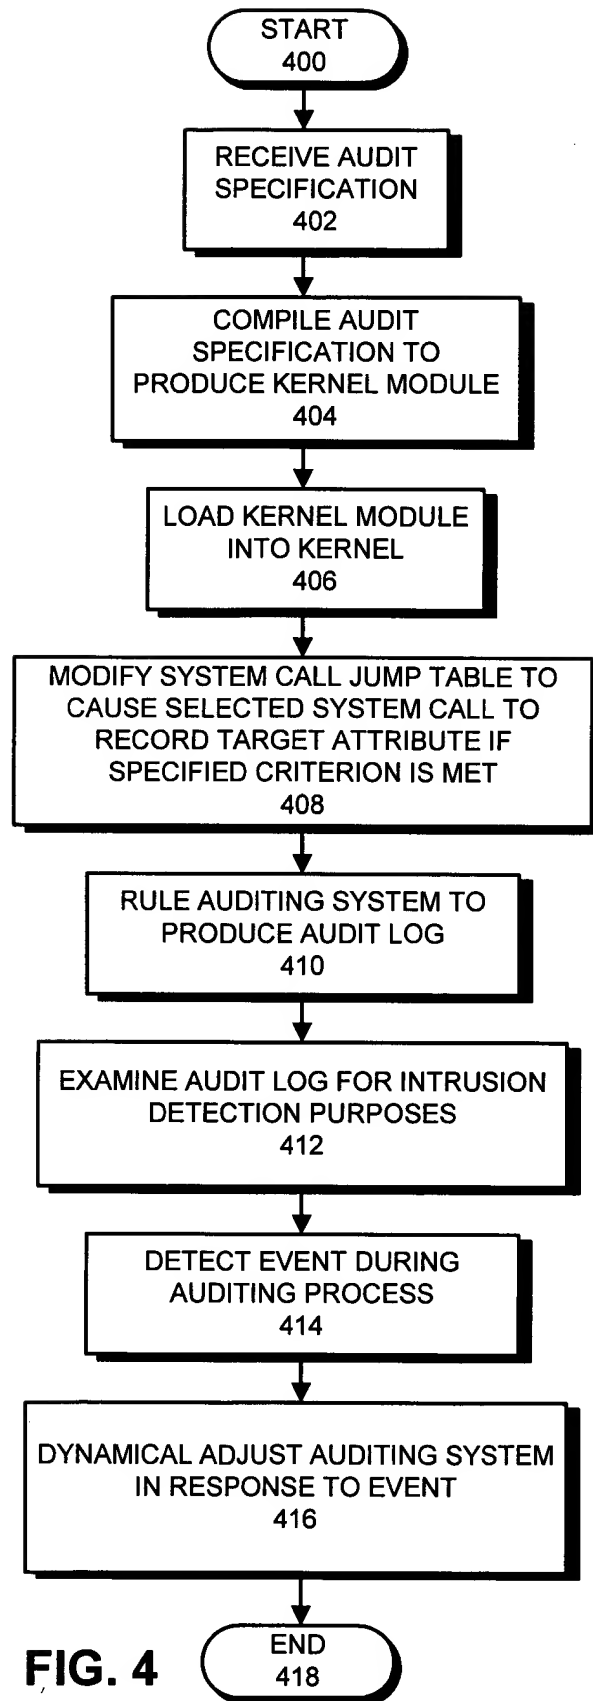 START
400
RECEIVE AUDIT
SPECIFICATION
402
COMPILE AUDIT
SPECIFICATION TO
PRODUCE KERNEL MODULE
404
LOAD KERNEL MODULE
INTO KERNEL
406
MODIFY SYSTEM CALL JUMP TABLE TO
CAUSE SELECTED SYSTEM CALL TO
RECORD TARGET ATTRIBUTE IF
SPECIFIED CRITERION IS MET
408
RULE AUDITING SYSTEM TO
PRODUCE AUDIT LOG
410
EXAMINE AUDIT LOG FOR INTRUSION
DETECTION PURPOSES
412
DETECT EVENT DURING
AUDITING PROCESS
414
DYNAMICAL ADJUST AUDITING SYSTEM
IN RESPONSE TO EVENT
416
END
418
FIG. 4